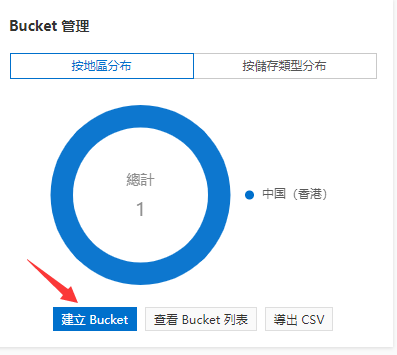 Bucket 管理
按地區分布
按儲存類型分布
總計
1
中国（香港）
建立 Bucket
查看 Bucket 列表
導出 CSV